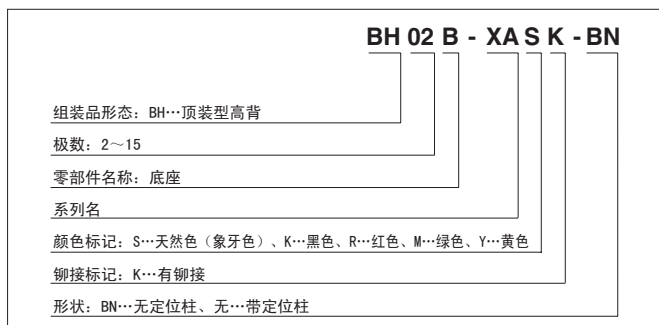 BH 02 B - XA S K - BN
组装品形态：BH…顶装型高背
极数：2～15
零部件名称：底座
系列名
颜色标记：S…天然色（象牙色）、K…黑色、R…红色、M…绿色、Y…黄色
铆接标记：K…有铆接
形状：BN…无定位柱、无…带定位柱